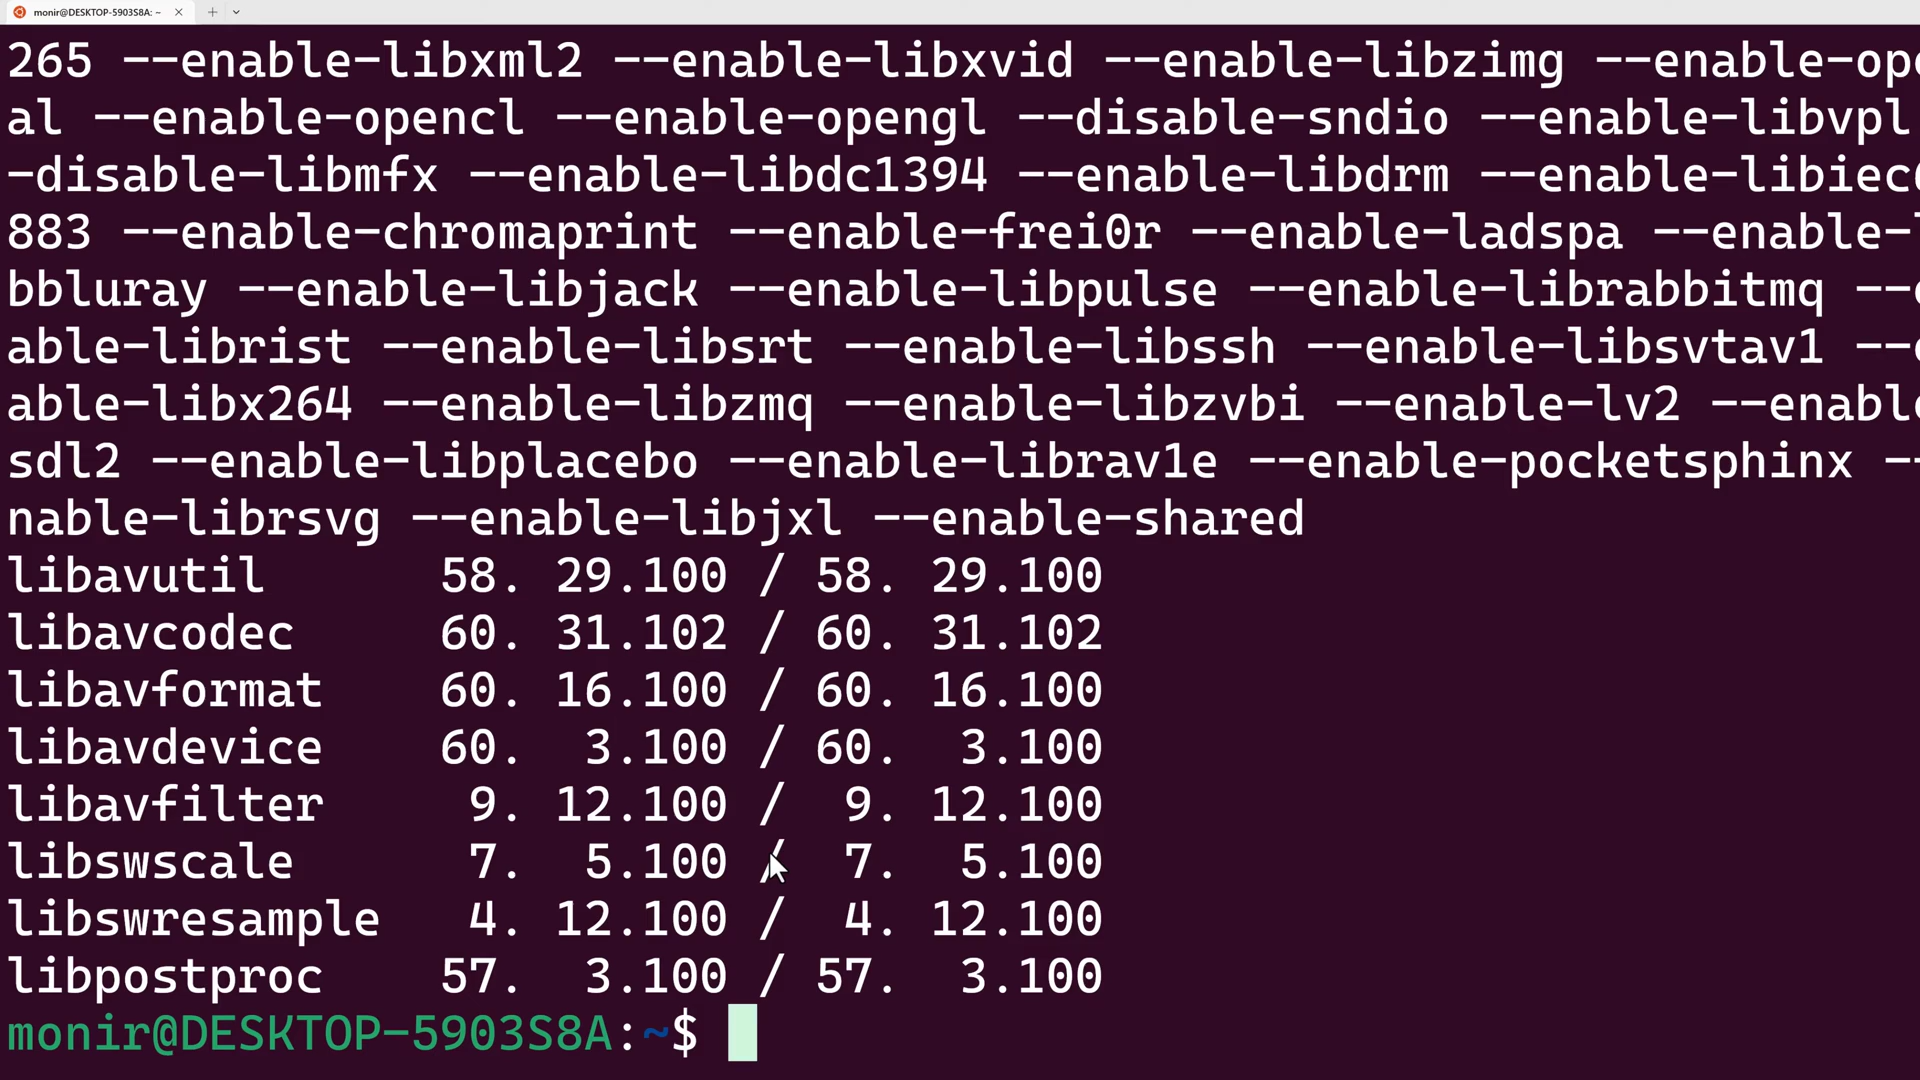 monir@DESKTOP-5903S8A: ~
265 --enable-libxml2 --enable-libxvid --enable-libzimg --enable-ope
al --enable-opencl --enable-opengl --disable-sndio --enable-libvpl
-disable-libmfx --enable-libdc1394 --enable-libdrm --enable-libiec
883 --enable-chromaprint --enable-frei0r --enable-ladspa --enable-l
bbluray --enable-libjack --enable-libpulse --enable-librabbitmq --e
able-librist --enable-libsrt --enable-libssh --enable-libsvtav1 --e
able-libx264 --enable-libzmq --enable-libzvbi --enable-lv2 --enable
sdl2 --enable-libplacebo --enable-librav1e --enable-pocketsphinx --
nable-librsvg --enable-libjxl --enable-shared
libavutil      58. 29.100 / 58. 29.100
libavcodec     60. 31.102 / 60. 31.102
libavformat    60. 16.100 / 60. 16.100
libavdevice    60.  3.100 / 60.  3.100
libavfilter     9. 12.100 /  9. 12.100
libswscale      7.  5.100 /  7.  5.100
libswresample   4. 12.100 /  4. 12.100
libpostproc    57.  3.100 / 57.  3.100
monir@DESKTOP-5903S8A:~$